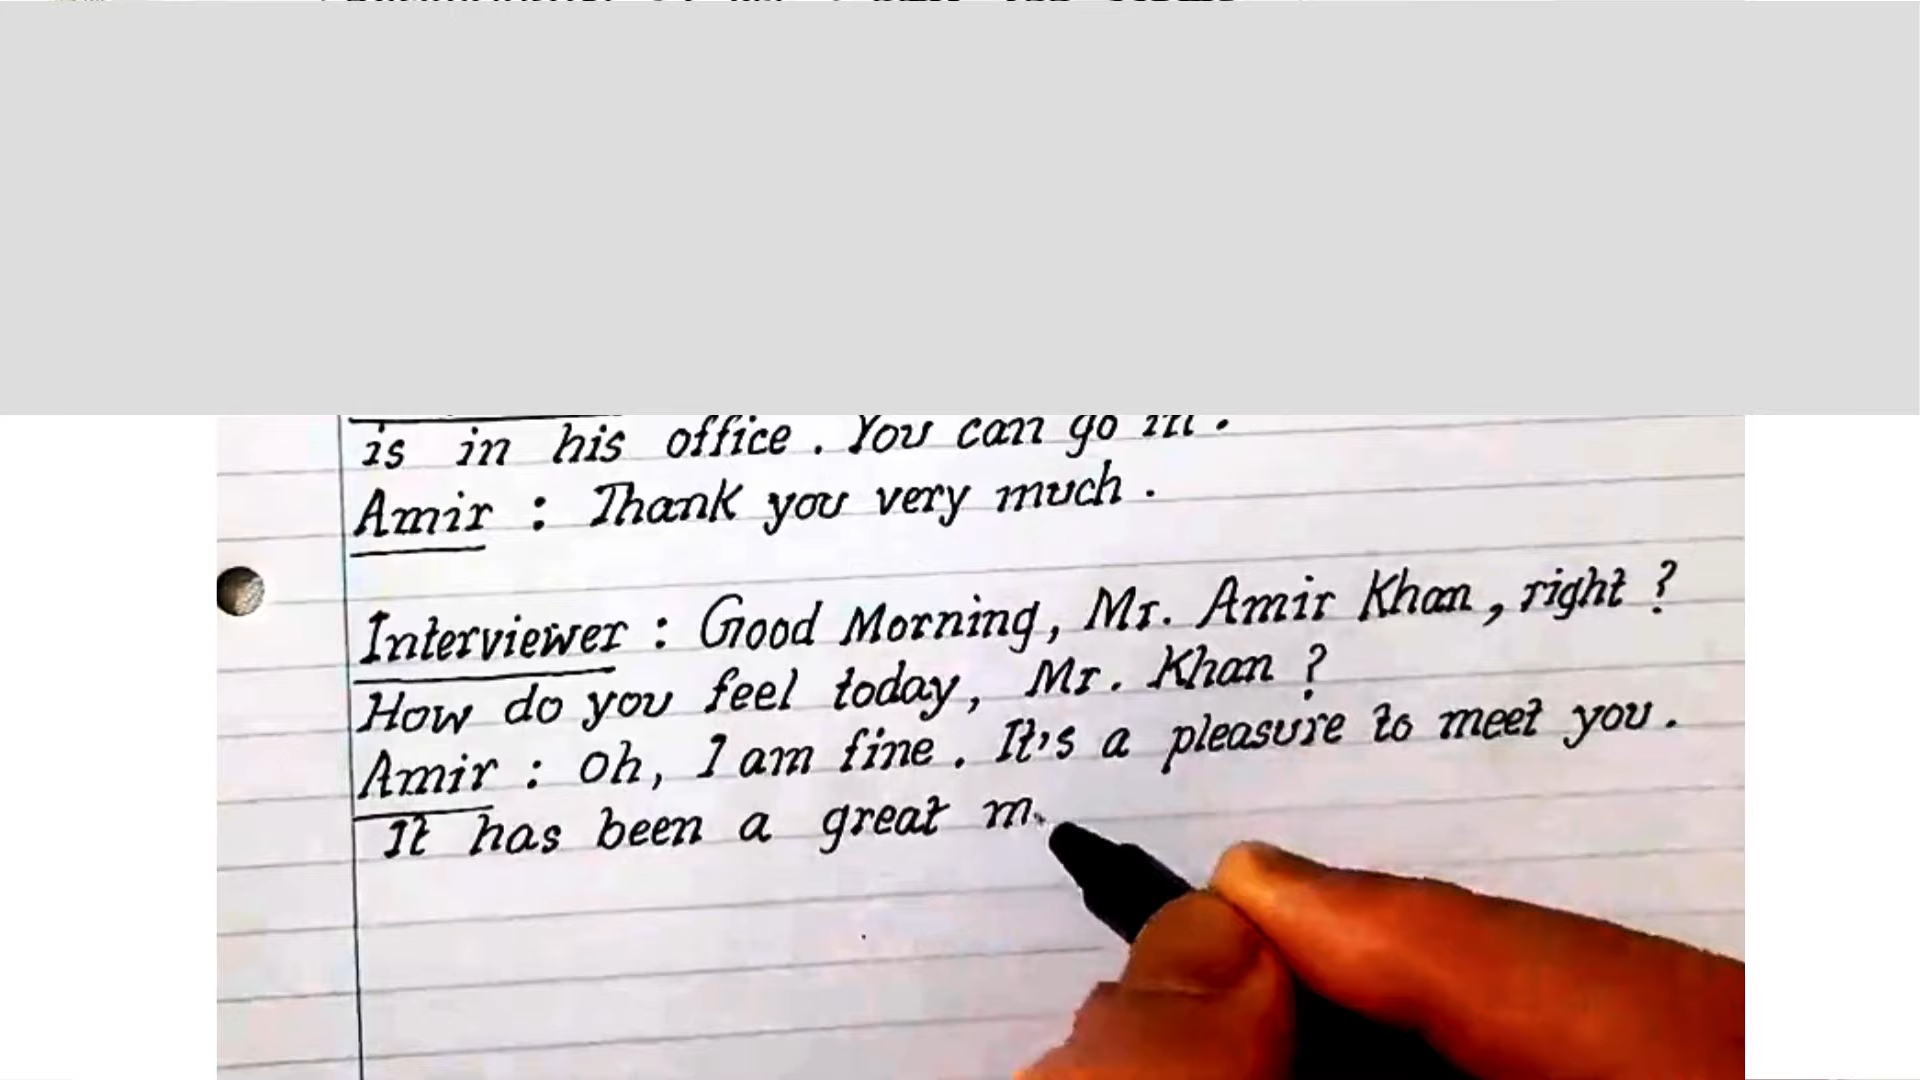 is in his office. You can go in.
Amir : Thank you very much.
Interviewer : Good Morning, Mr. Amir Khan, right ?
How do you feel today, Mr. Khan ?
Amir : Oh, I am fine. It's a pleasure to meet you.
It has been a great m